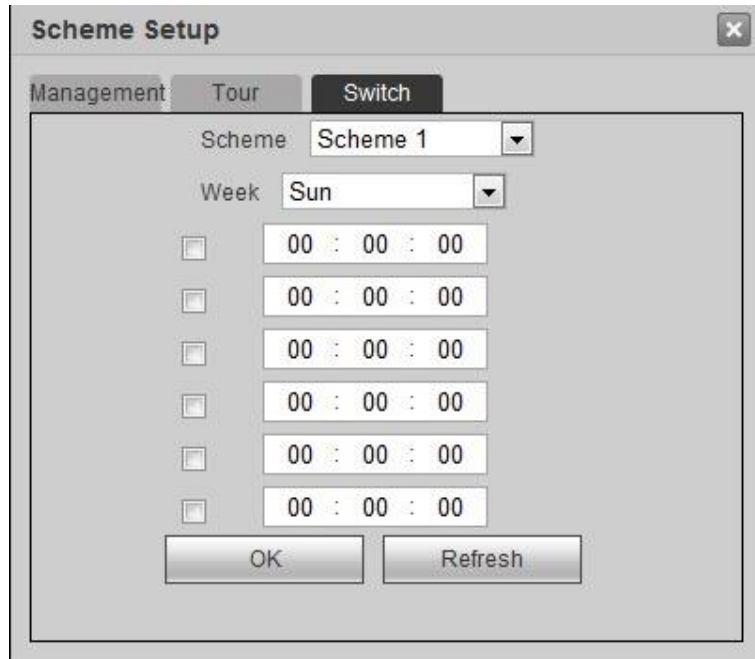 Scheme Setup
Management Tour Switch
Scheme Scheme 1
Week Sun
00 : 00 : 00
00 : 00 : 00
00 : 00 : 00
00 : 00 : 00
00 : 00 : 00
00 : 00 : 00
OK Refresh